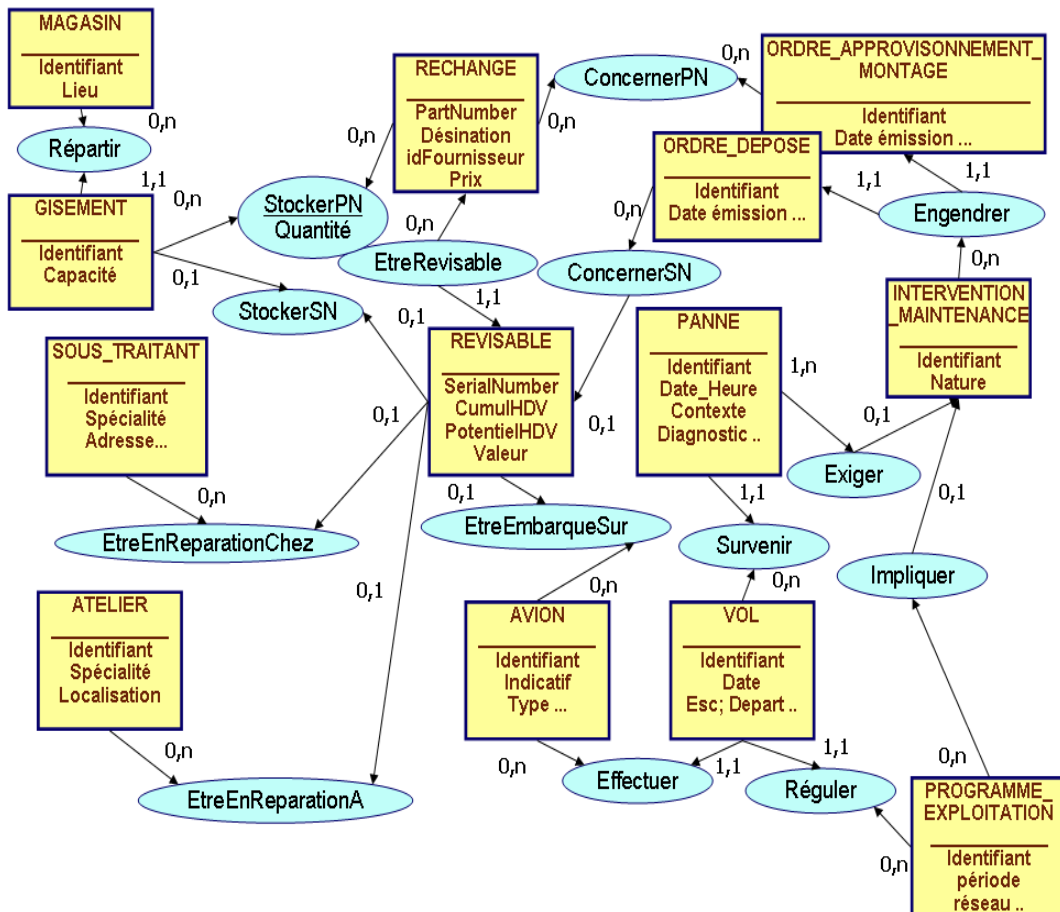 MAGASIN
Identifiant
Lieu
0,n
Répartir
1,1
GISEMENT
Identifiant
Capacité
0,n
0,1
RECHANGE
PartNumber
Désination
idFournisseur
Prix
0,n
0,n
0,n
StockerPN
Quantité
EtreRevisable
1,1
StockerSN
0,1
ConcernerPN
0,n
ORDRE_APPROVISONNEMENT_
MONTAGE
Identifiant
Date émission ...
ORDRE_DEPOSE
Identifiant
Date émission ...
1,1
1,1
Engendrer
0,n
0,n
ConcernerSN
0,1
INTERVENTION
_MAINTENANCE
Identifiant
Nature
SOUS_TRAITANT
Identifiant
Spécialité
Adresse...
0,n
0,1
EtreEnReparationChez
REVISABLE
SerialNumber
CumulHDV
PotentielHDV
Valeur
0,1
EtreEmbarqueSur
0,n
PANNE
Identifiant
Date_Heure
Contexte
Diagnostic ..
1,n
0,1
Exiger
1,1
Survenir
0,n
0,1
Impliquer
ATELIER
Identifiant
Spécialité
Localisation
0,n
0,1
EtreEnReparationA
AVION
Identifiant
Indicatif
Type ...
0,n
VOL
Identifiant
Date
Esc; Depart ..
1,1
1,1
Effectuer
Réguler
0,n
0,n
PROGRAMME_
EXPLOITATION
Identifiant
période
réseau ..